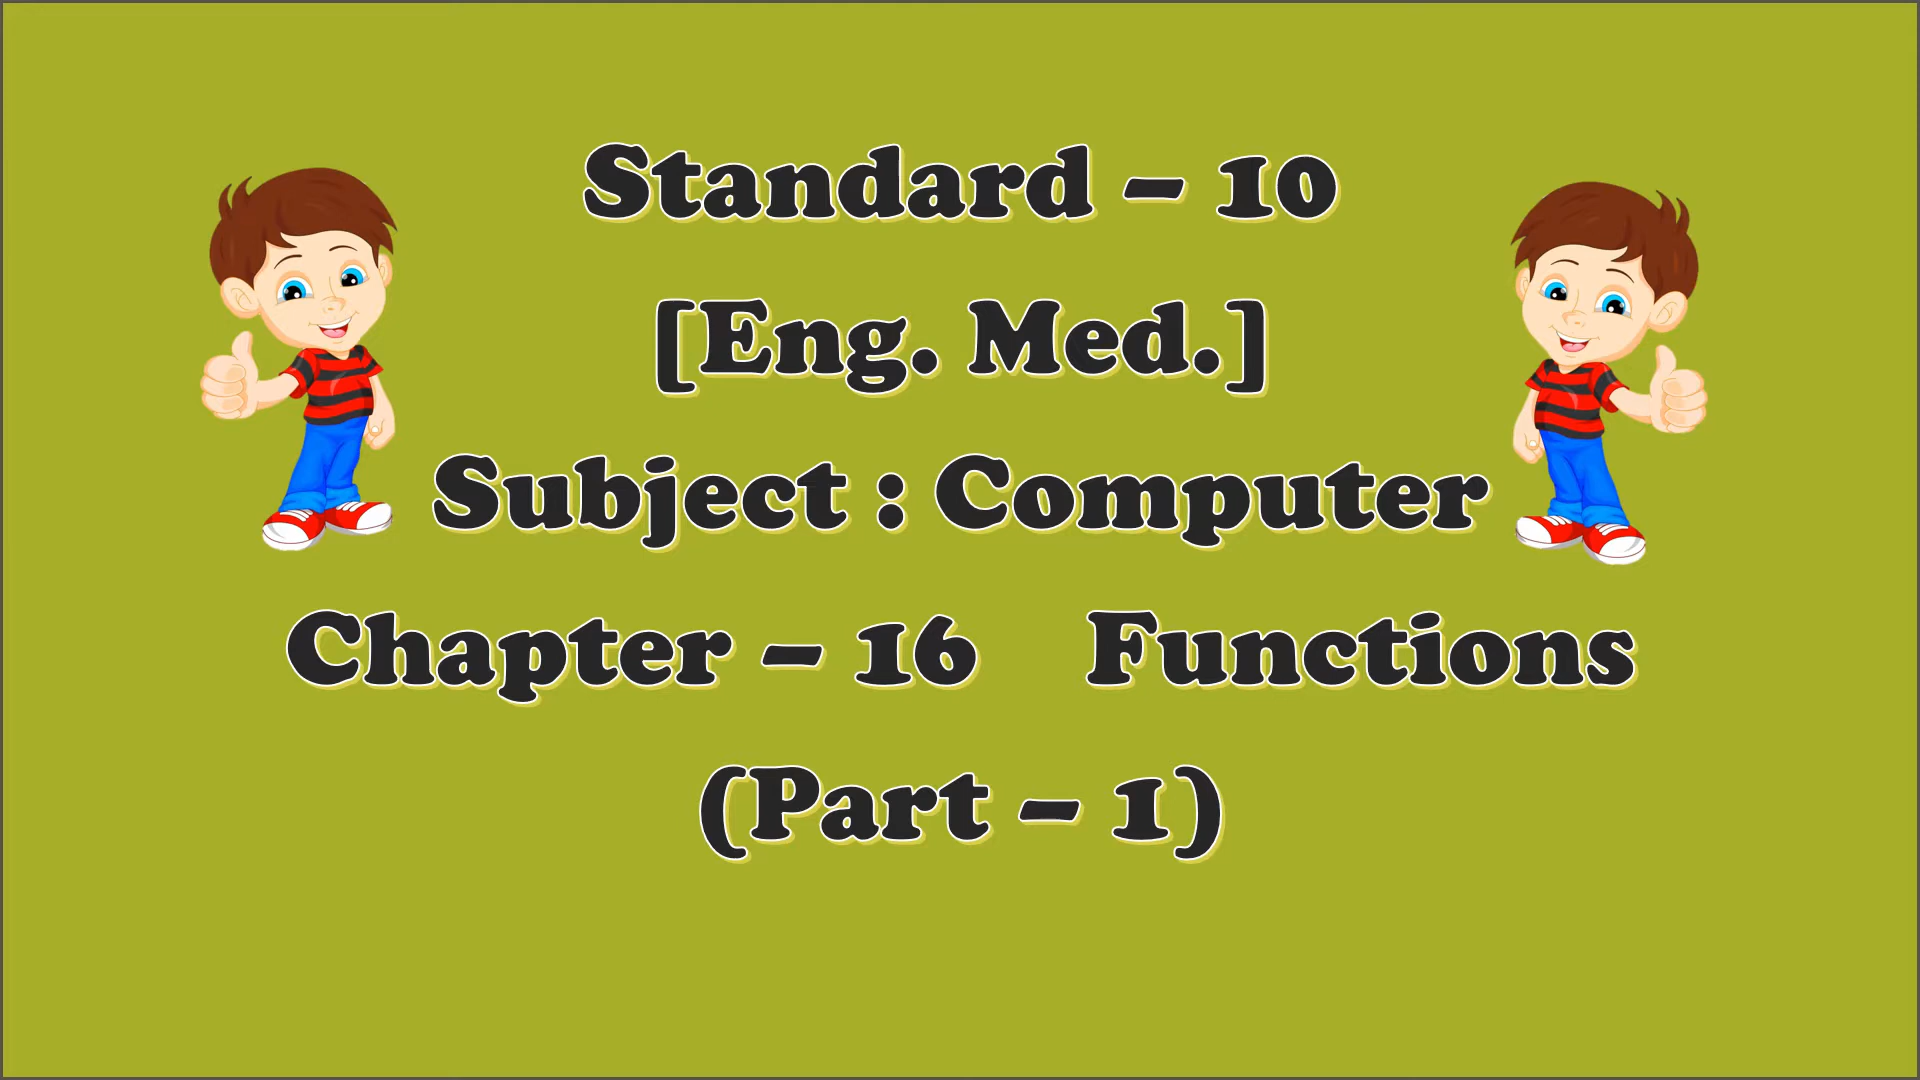 Standard – 10
[Eng. Med.]
Subject : Computer
Chapter – 16 Functions
(Part – 1)